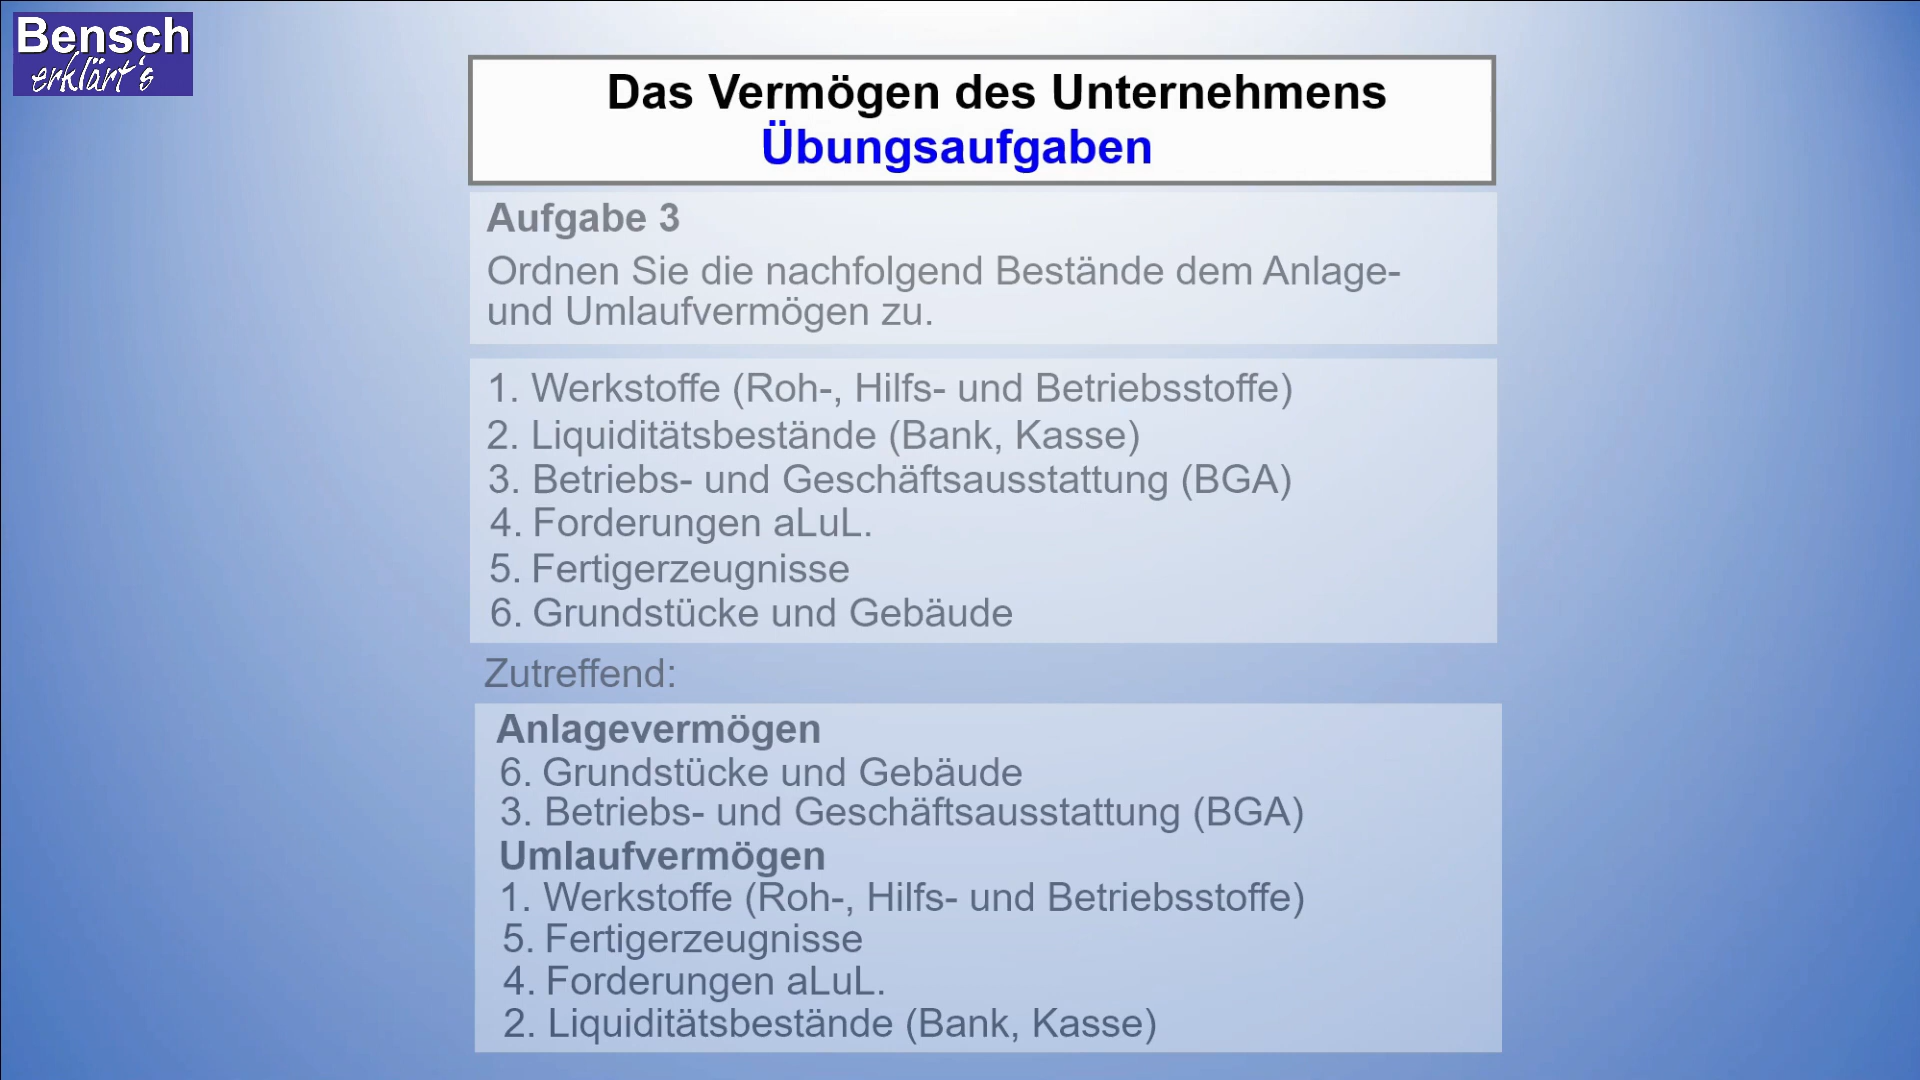 Bensch
erklärt's
Das Vermögen des Unternehmens
Übungsaufgaben
Aufgabe 3
Ordnen Sie die nachfolgend Bestände dem Anlage-
und Umlaufvermögen zu.
1. Werkstoffe (Roh-, Hilfs- und Betriebsstoffe)
2. Liquiditätsbestände (Bank, Kasse)
3. Betriebs- und Geschäftsausstattung (BGA)
4. Forderungen aLuL.
5. Fertigerzeugnisse
6. Grundstücke und Gebäude
Zutreffend:
Anlagevermögen
6. Grundstücke und Gebäude
3. Betriebs- und Geschäftsausstattung (BGA)
Umlaufvermögen
1. Werkstoffe (Roh-, Hilfs- und Betriebsstoffe)
5. Fertigerzeugnisse
4. Forderungen aLuL.
2. Liquiditätsbestände (Bank, Kasse)